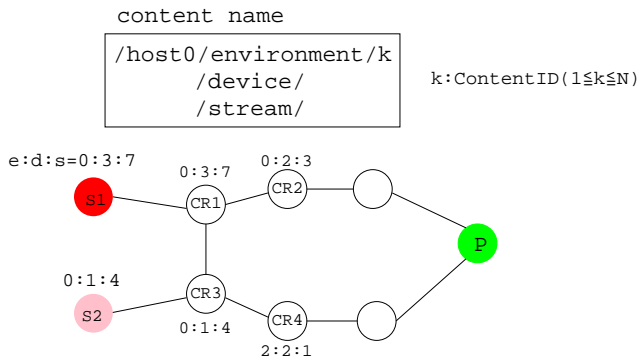 content name
/host0/environment/k
/device/
/stream/
k:ContentID(1≦k≦N)
e:d:s=0:3:7
0:3:7
0:2:3
S1
CR1
CR2
P
0:1:4
S2
CR3
CR4
0:1:4
2:2:1